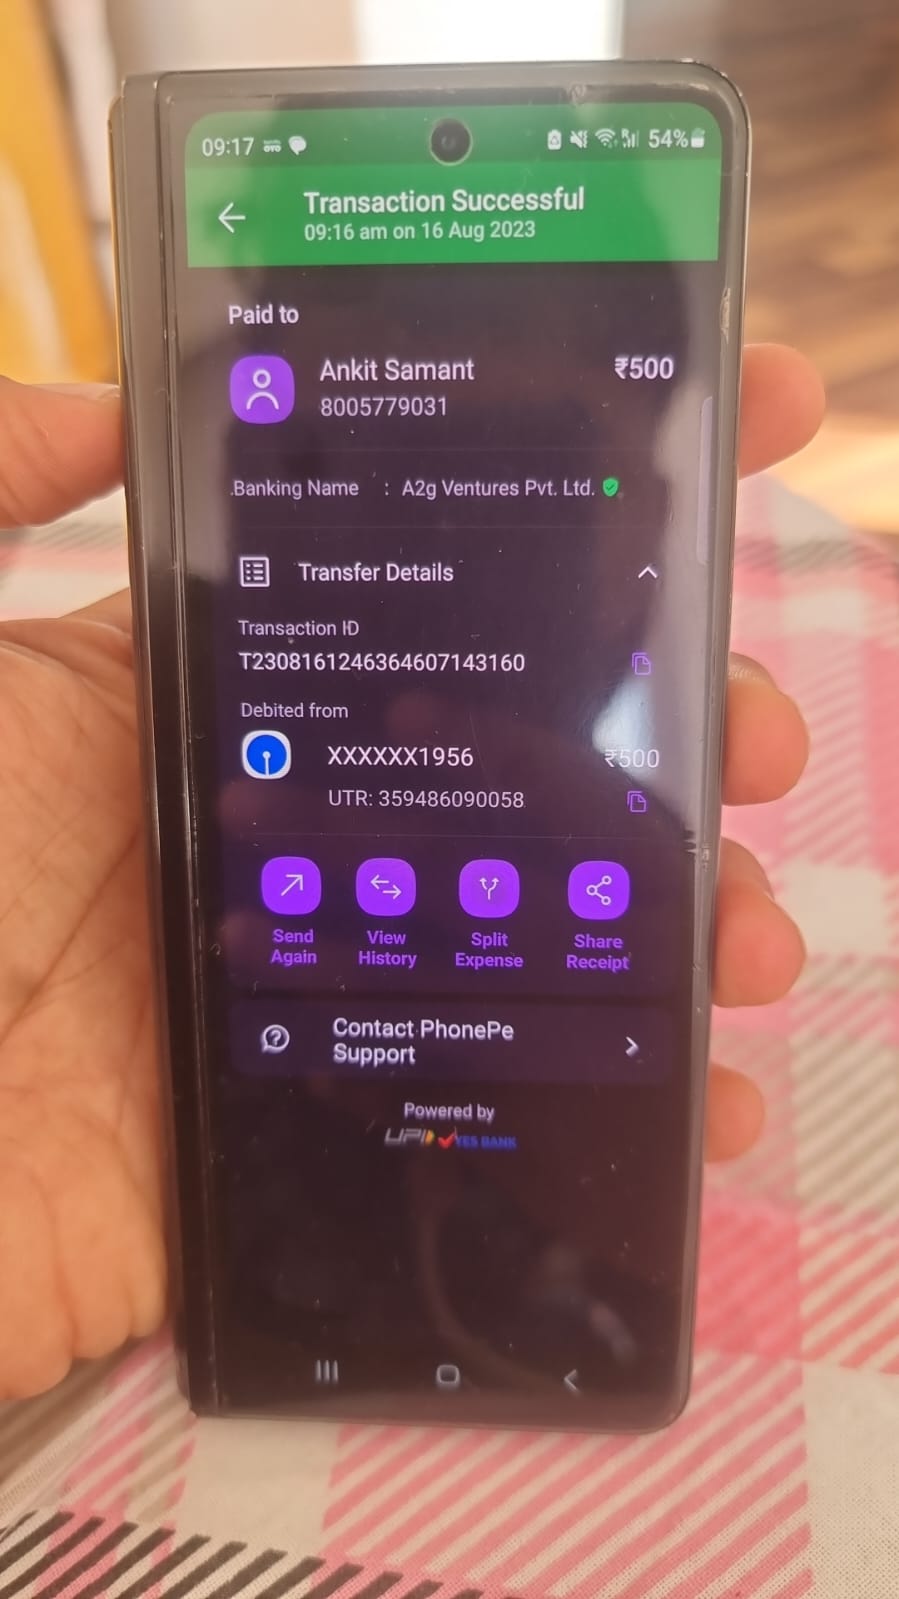 09:17
54%
Transaction Successful
09:16 am on 16 Aug 2023
Paid to
Ankit Samant
₹500
8005779031
Banking Name : A2g Ventures Pvt. Ltd.
Transfer Details
Transaction ID
T2308161246364607143160
Debited from
XXXXXX1956
₹500
UTR: 359486090058
Send
Again
View
History
Split
Expense
Share
Receipt
Contact PhonePe
Support
Powered by
UPI YES BANK